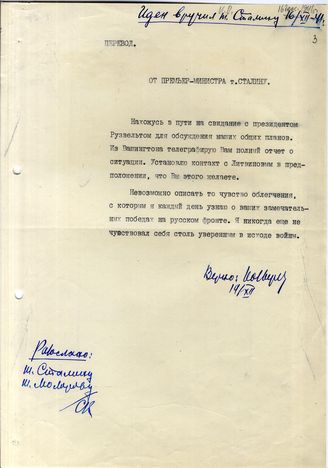 Иден вручил т. Сталину 16/XII-41г.
3
ПЕРЕВОД.
ОТ ПРЕМЬЕР-МИНИСТРА т.СТАЛИНУ.
Нахожусь в пути на свидание с президентом
Рузвельтом для обсуждения наших общих планов.
Из Вашингтона телеграфирую Вам полный отчет о
ситуации. Установлю контакт с Литвиновым в пред-
положении, что Вы этого желаете.
Невозможно описать то чувство облегчения,
с которым я каждый день узнаю о ваших замечатель-
ных победах на русском фронте. Я никогда еще не
чувствовал себя столь уверенным в исходе войны.
Верно:
14/XII
Разослано:
т. Сталину
т. Молотову